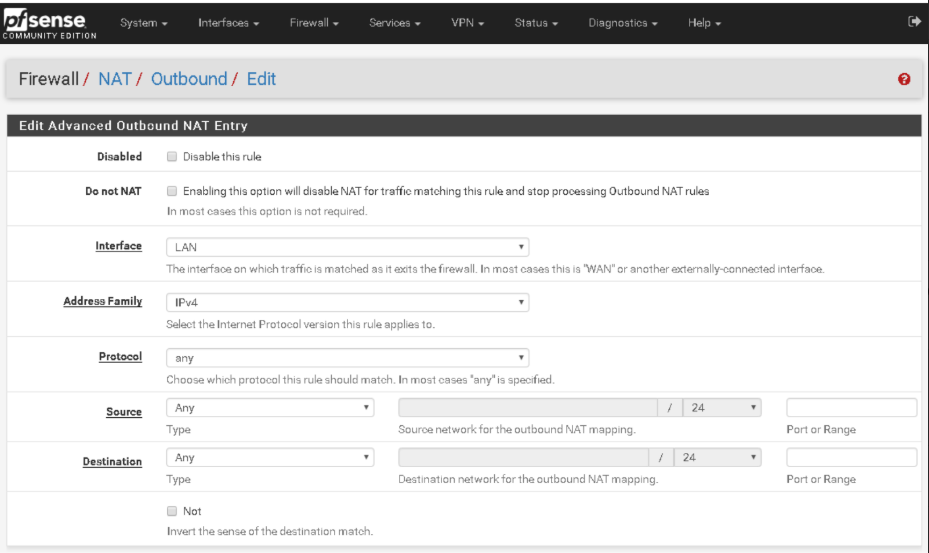 pfsense System Interfaces Firewall Services VPN Status Diagnostics Help
COMMUNITY EDITION
Firewall / NAT / Outbound / Edit
Edit Advanced Outbound NAT Entry
Disabled Disable this rule
Do not NAT Enabling this option will disable NAT for traffic matching this rule and stop processing Outbound NAT rules
In most cases this option is not required.
Interface LAN
The interface on which traffic is matched as it exits the firewall. In most cases this is "WAN" or another externally-connected interface.
Address Family IPv4
Select the Internet Protocol version this rule applies to.
Protocol any
Choose which protocol this rule should match. In most cases "any" is specified.
Source Any / 24
Type Source network for the outbound NAT mapping. Port or Range
Destination Any / 24
Type Destination network for the outbound NAT mapping. Port or Range
Not
Invert the sense of the destination match.